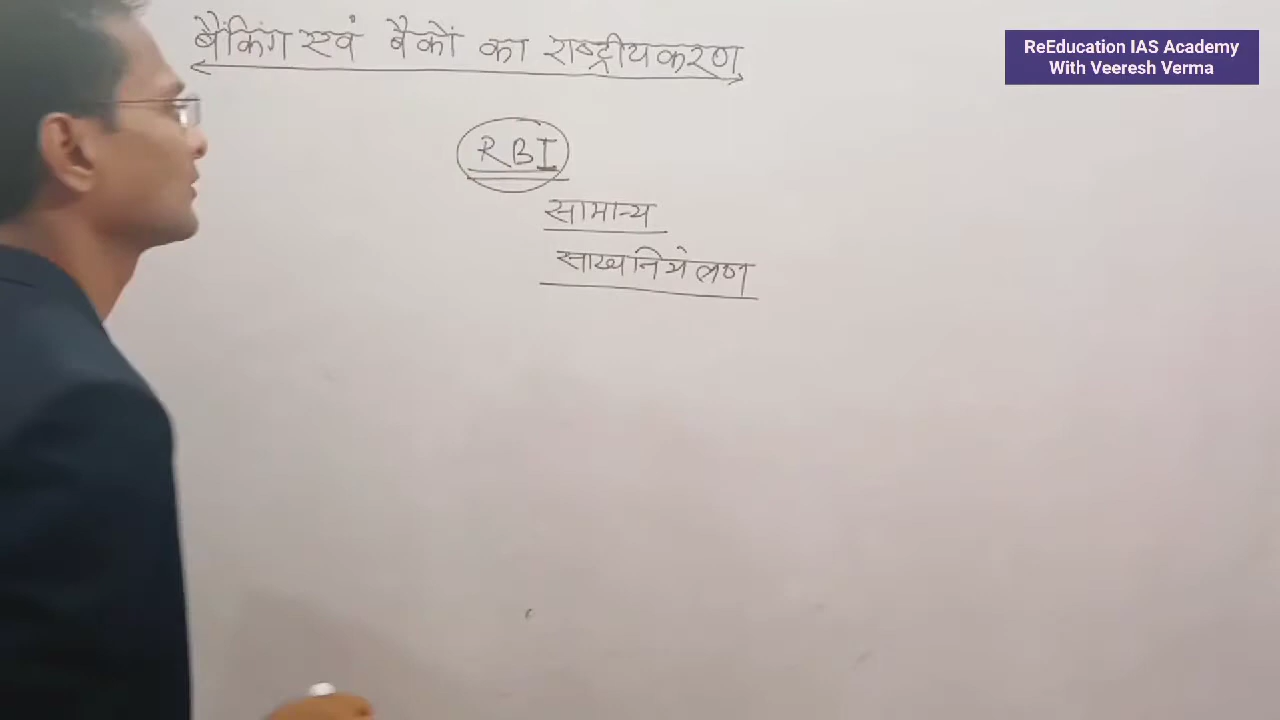 बैंकिंग एवं बैकों का राष्ट्रीयकरण
ReEducation IAS Academy
With Veeresh Verma
RBI
सामान्य
साख नियंत्रण